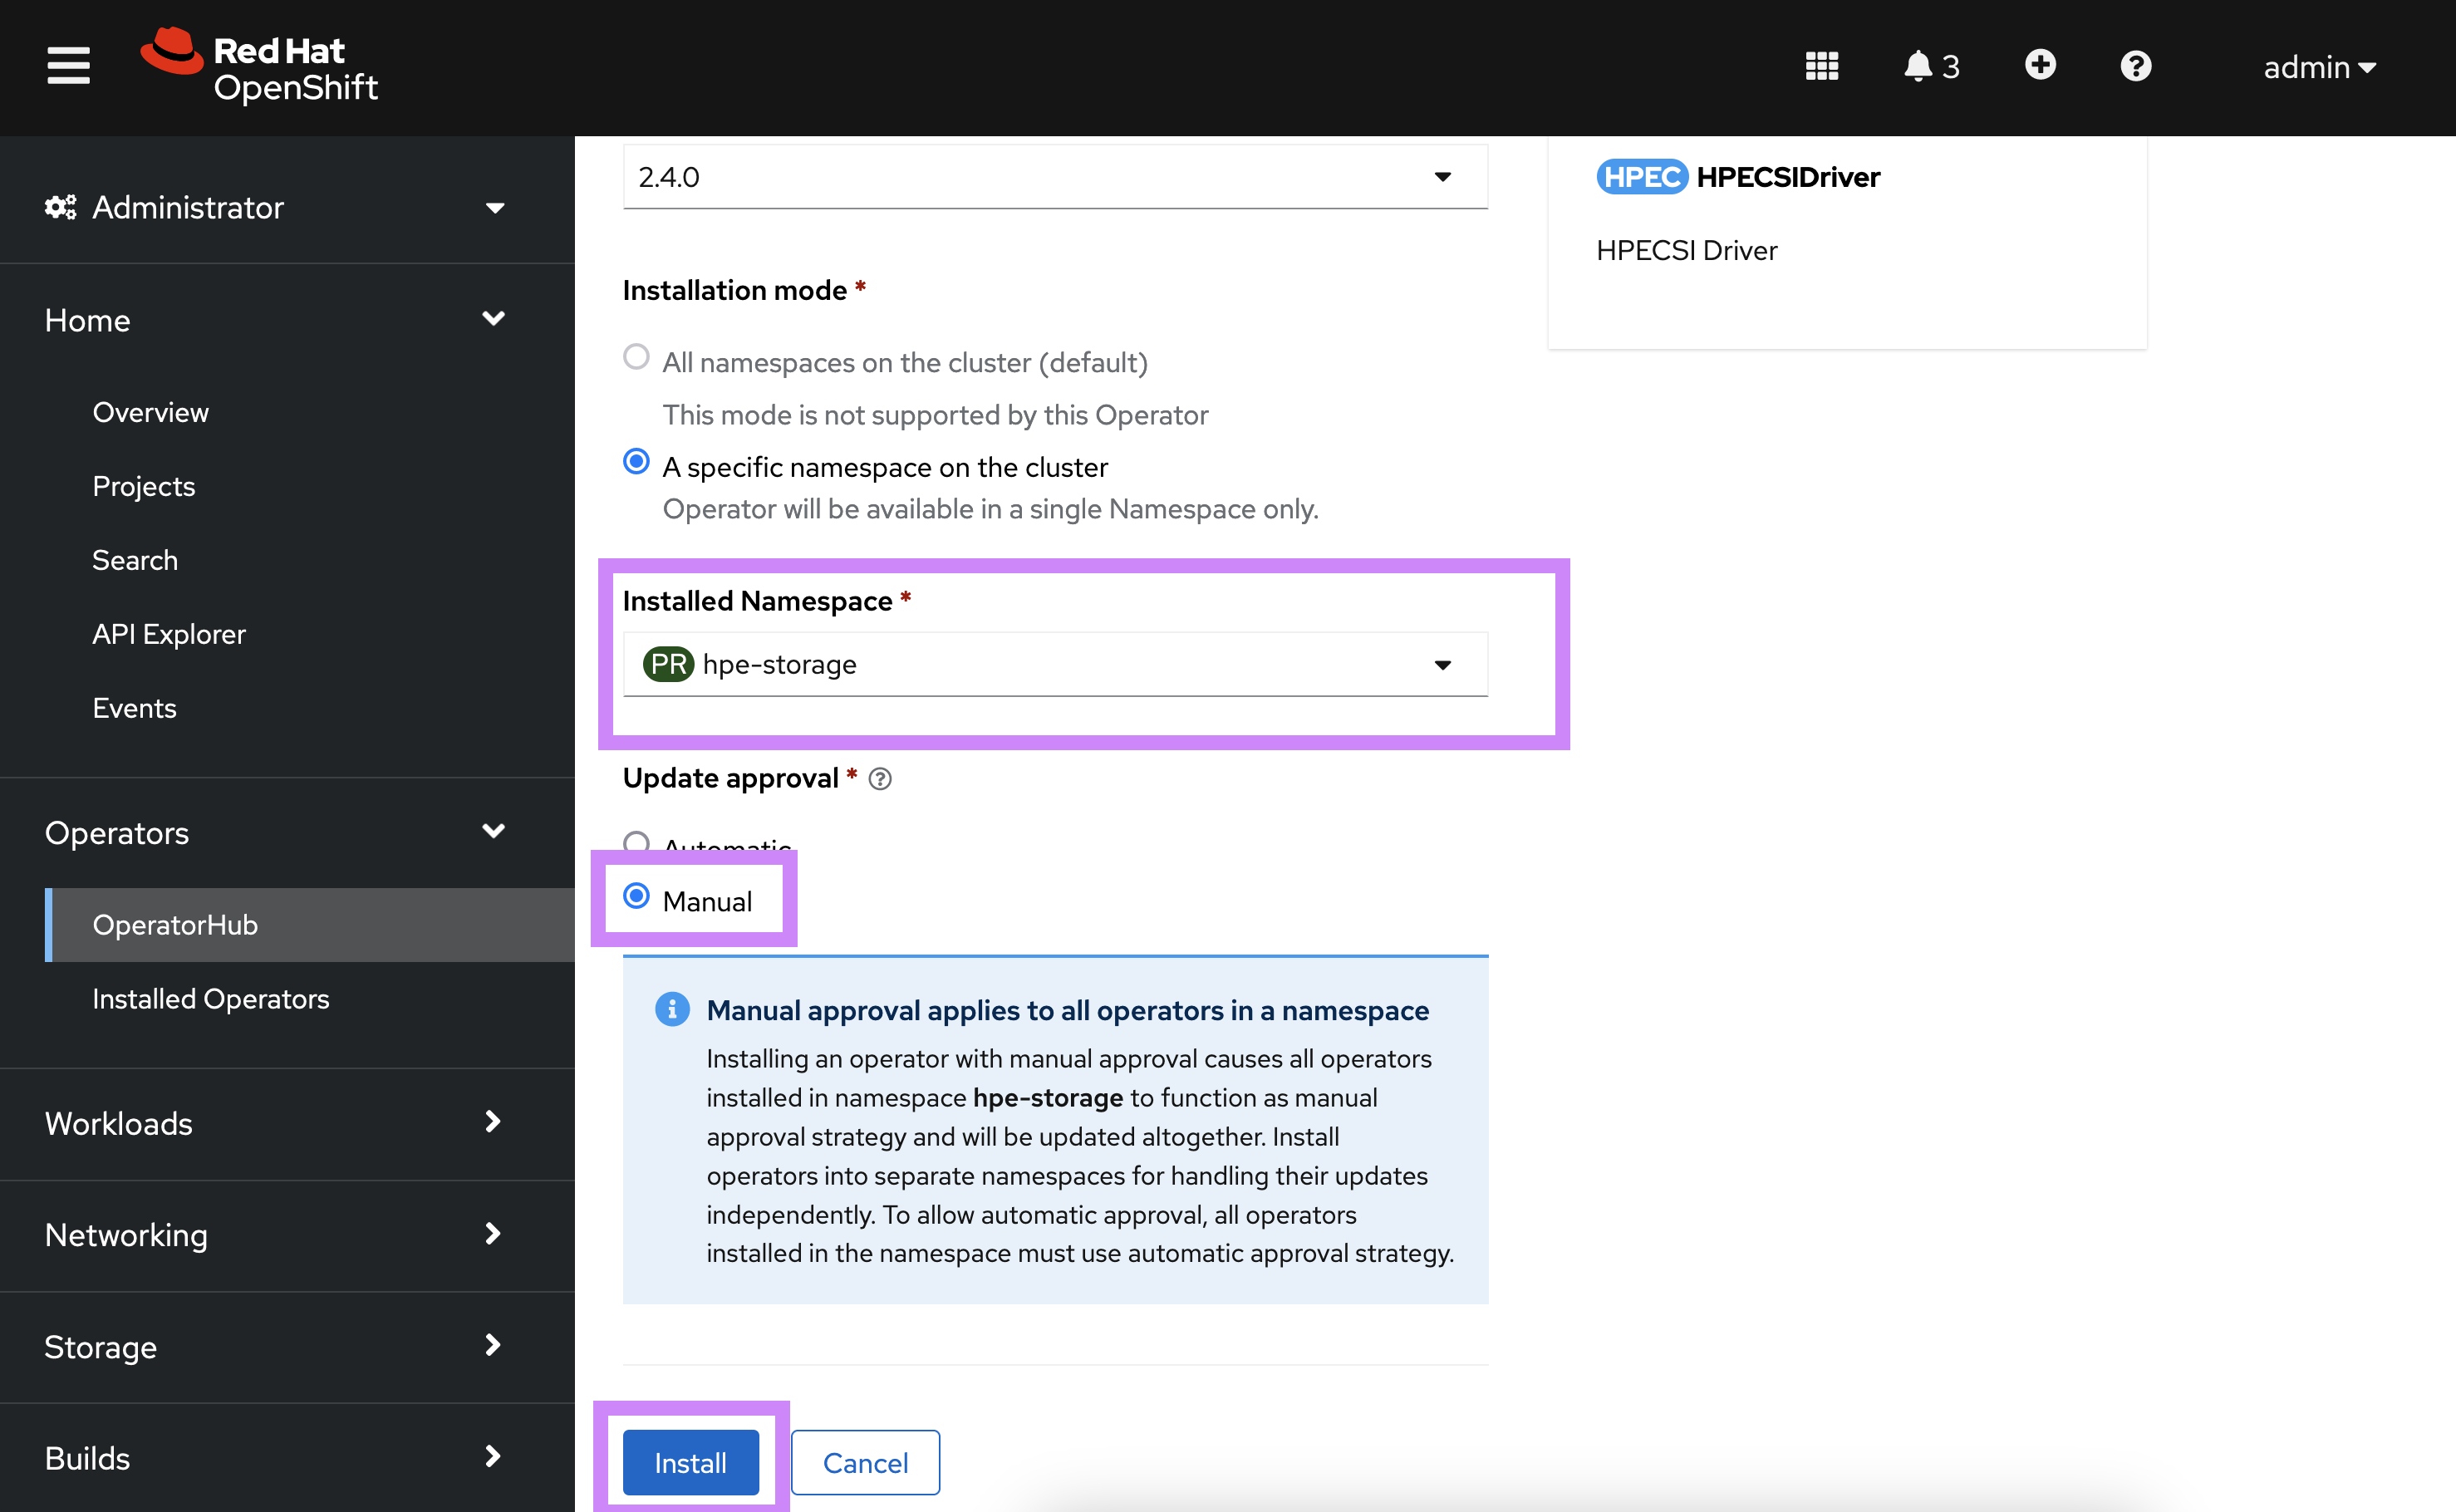 Red Hat
OpenShift
3
admin
Administrator
Home
Overview
Projects
Search
API Explorer
Events
Operators
OperatorHub
Installed Operators
Workloads
Networking
Storage
Builds
2.4.0
Installation mode *
All namespaces on the cluster (default)
This mode is not supported by this Operator
A specific namespace on the cluster
Operator will be available in a single Namespace only.
Installed Namespace *
PR hpe-storage
Update approval *
Automatic
Manual
Manual approval applies to all operators in a namespace
Installing an operator with manual approval causes all operators
installed in namespace hpe-storage to function as manual
approval strategy and will be updated altogether. Install
operators into separate namespaces for handling their updates
independently. To allow automatic approval, all operators
installed in the namespace must use automatic approval strategy.
Install
Cancel
HPEC HPECSIDriver
HPECSI Driver